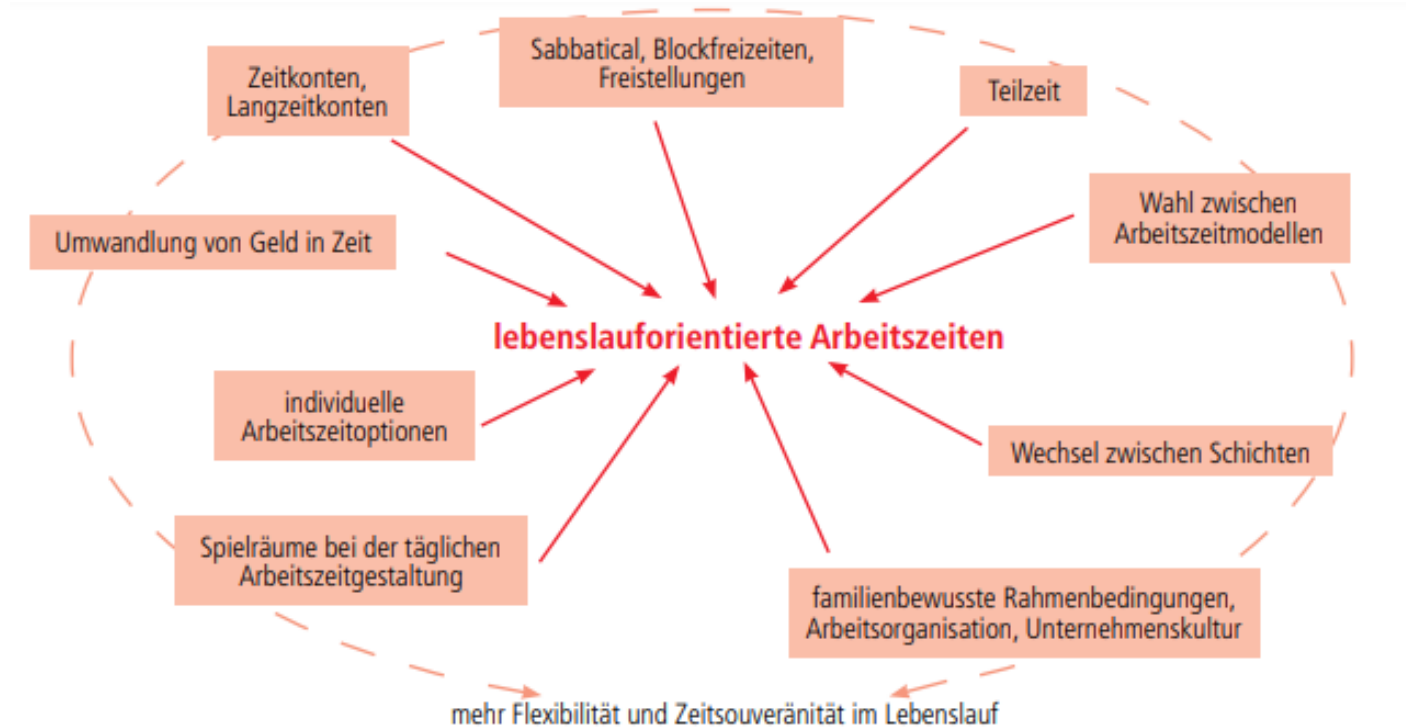 Sabbatical, Blockfreizeiten,
Freistellungen
Zeitkonten,
Langzeitkonten
Teilzeit
Wahl zwischen
Arbeitszeitmodellen
Umwandlung von Geld in Zeit
lebenslauforientierte Arbeitszeiten
individuelle
Arbeitszeitoptionen
Wechsel zwischen Schichten
Spielräume bei der täglichen
Arbeitszeitgestaltung
familienbewusste Rahmenbedingungen,
Arbeitsorganisation, Unternehmenskultur
mehr Flexibilität und Zeitsouveränität im Lebenslauf